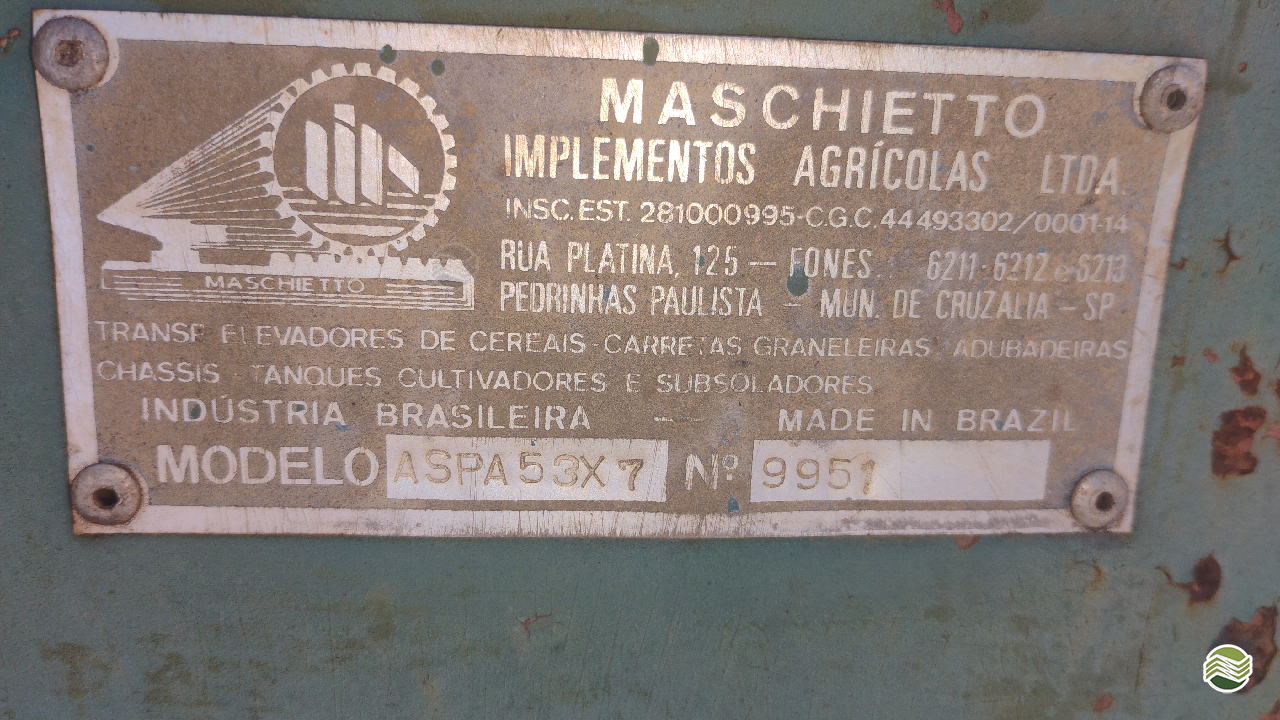 MASCHIETTO
IMPLEMENTOS AGRÍCOLAS LTDA.
INSC. EST. 281000995-C.G.C. 44493302/0001-14
RUA PLATINA, 125 — FONES. 6211-6212 e 6213
PEDRINHAS PAULISTA — MUN. DE CRUZALIA - SP
MASCHIETTO
TRANSP ELEVADORES DE CEREAIS - CARRETAS GRANELEIRAS ADUBADEIRAS
CHASSIS TANQUES CULTIVADORES E SUBSOLADORES
INDÚSTRIA BRASILEIRA — MADE IN BRAZIL
MODELO ASPA53X7 Nº 9951